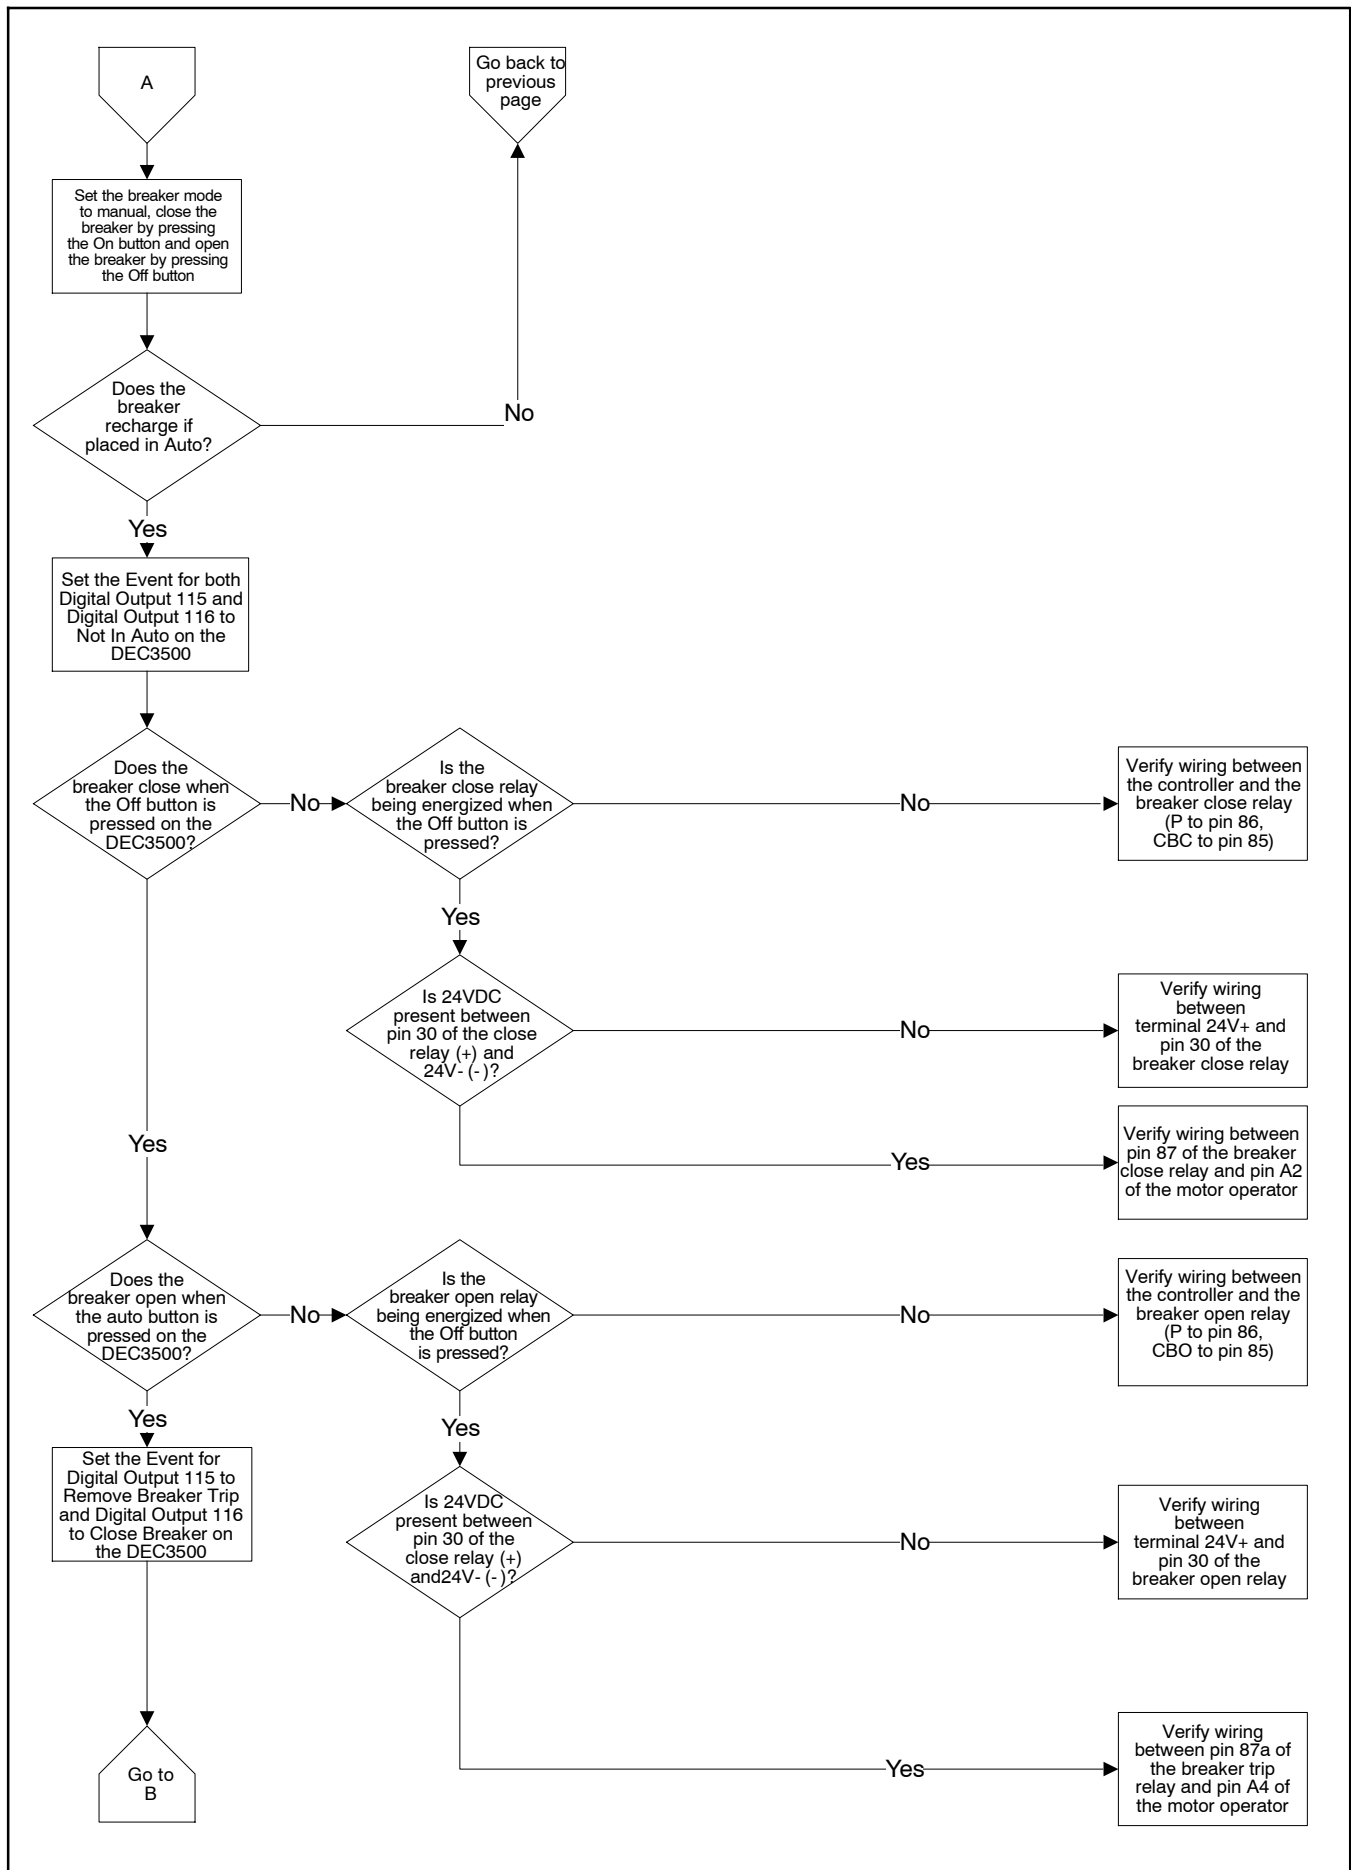 A
Go back to
previous
page
Set the breaker mode
to manual, close the
breaker by pressing
the On button and open
the breaker by pressing
the Off button
Does the
breaker
recharge if
placed in Auto?
No
Yes
Set the Event for both
Digital Output 115 and
Digital Output 116 to
Not In Auto on the
DEC3500
Does the
breaker close when
the Off button is
pressed on the
DEC3500?
No
Is the
breaker close relay
being energized when
the Off button is
pressed?
No
Verify wiring between
the controller and the
breaker close relay
(P to pin 86,
CBC to pin 85)
Yes
Is 24VDC
present between
pin 30 of the close
relay (+) and
24V- (-)?
No
Verify wiring
between
terminal 24V+ and
pin 30 of the
breaker close relay
Yes
Yes
Verify wiring between
pin 87 of the breaker
close relay and pin A2
of the motor operator
Does the
breaker open when
the auto button is
pressed on the
DEC3500?
No
Is the
breaker open relay
being energized when
the Off button
is pressed?
No
Verify wiring between
the controller and the
breaker open relay
(P to pin 86,
CBO to pin 85)
Yes
Yes
Set the Event for
Digital Output 115 to
Remove Breaker Trip
and Digital Output 116
to Close Breaker on
the DEC3500
Is 24VDC
present between
pin 30 of the
close relay (+)
and24V- (-)?
No
Verify wiring
between
terminal 24V+ and
pin 30 of the
breaker open relay
Yes
Verify wiring
between pin 87a of
the breaker trip
relay and pin A4 of
the motor operator
Go to
B